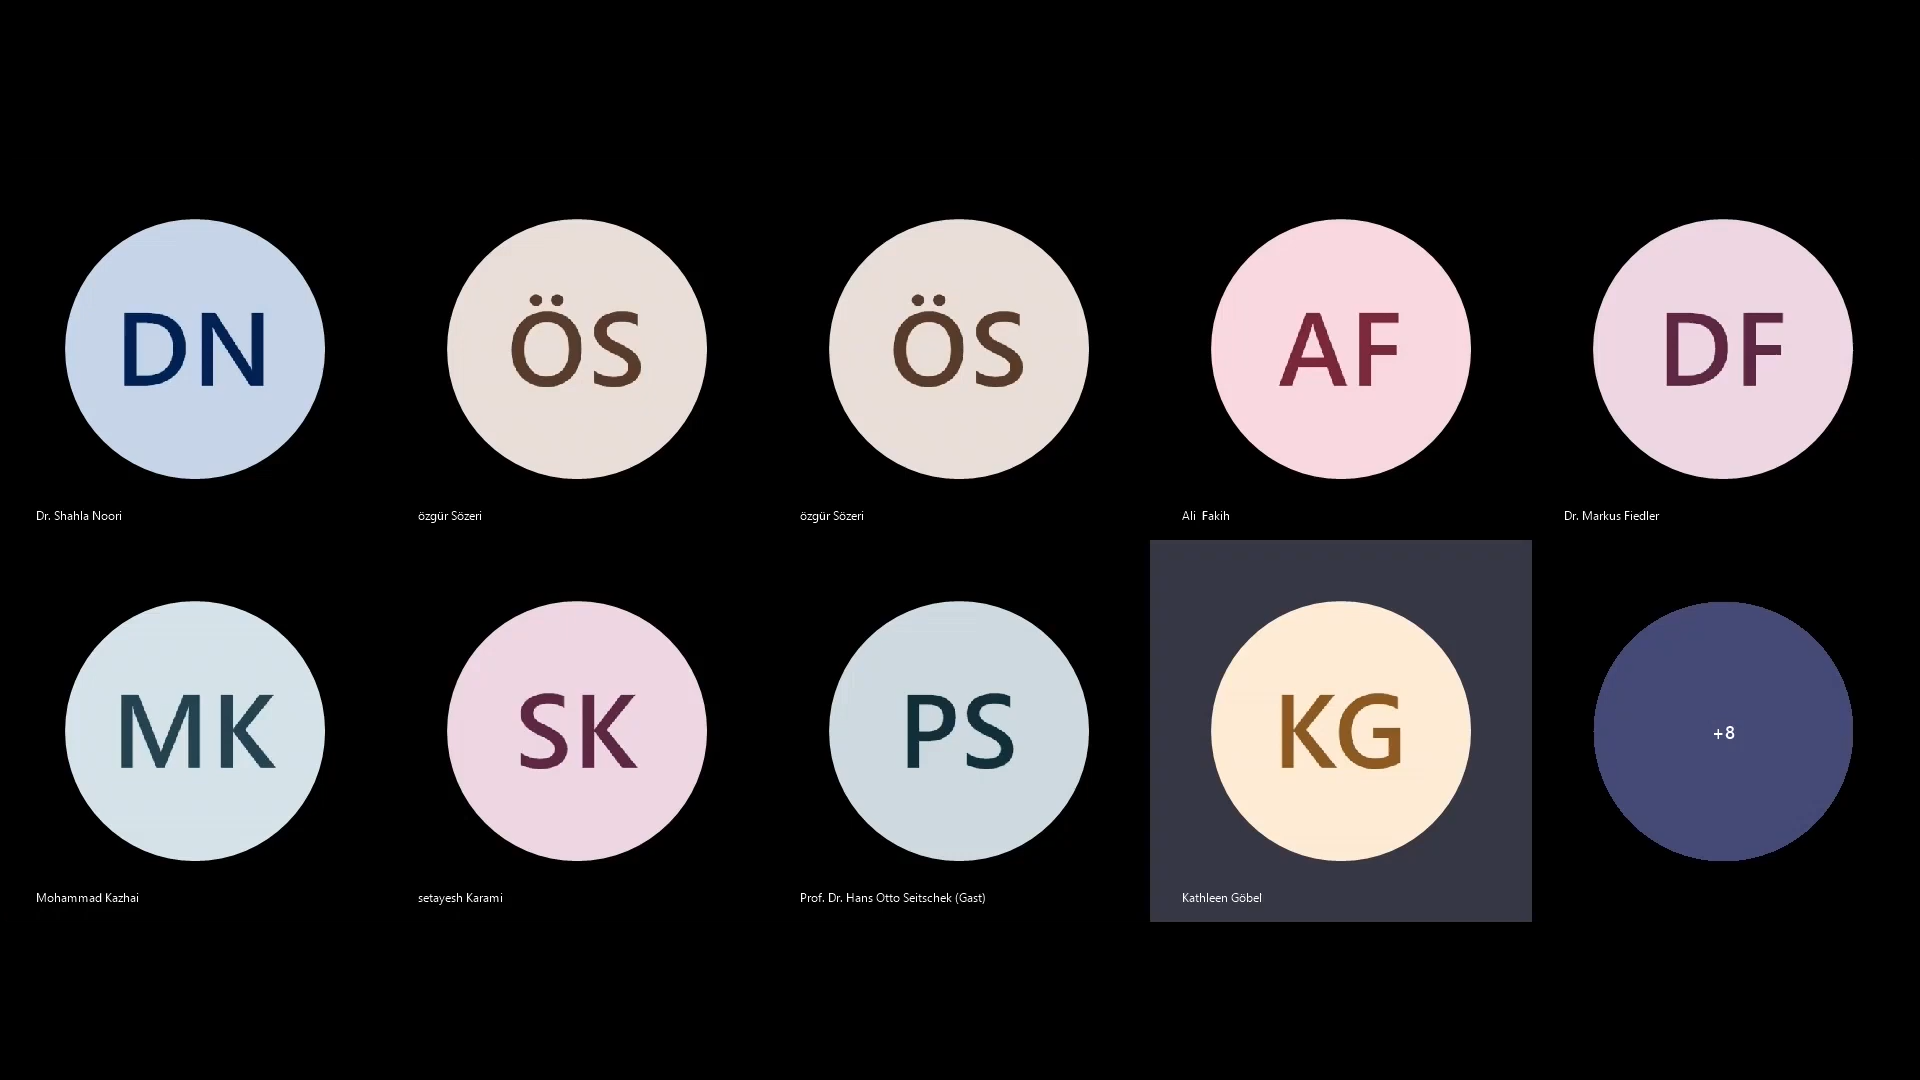 DN
ÖS
ÖS
AF
DF
Dr. Shahla Noori
özgür Sözeri
özgür Sözeri
Ali  Fakih
Dr. Markus Fiedler
MK
SK
PS
KG
+8
Mohammad Kazhai
setayesh Karami
Prof. Dr. Hans Otto Seitschek (Gast)
Kathleen Göbel